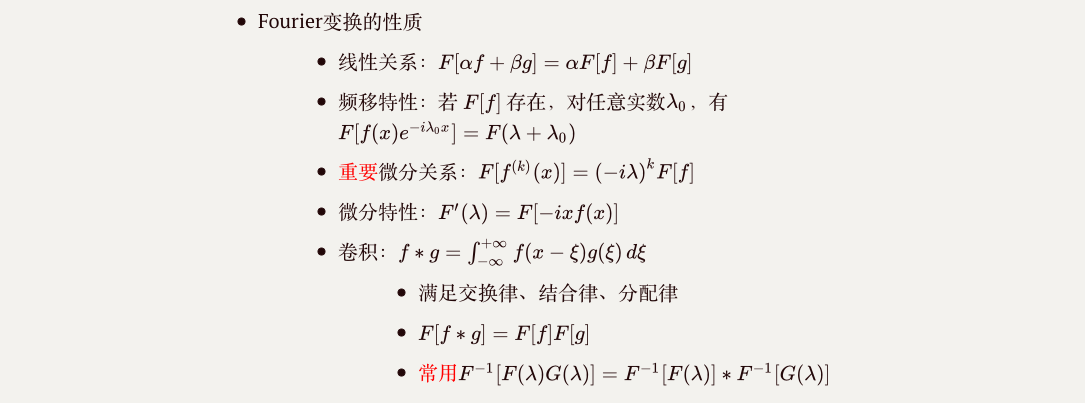 Fourier变换的性质
线性关系：F[αf + βg] = αF[f] + βF[g]
频移特性：若 F[f] 存在，对任意实数λ₀，有
F[f(x)e^{-iλ₀x}] = F(λ + λ₀)
重要微分关系：F[f^{(k)}(x)] = (−iλ)^k F[f]
微分特性：F′(λ) = F[−ixf(x)]
卷积：f ∗ g = ∫_{−∞}^{+∞} f(x − ξ)g(ξ) dξ
满足交换律、结合律、分配律
F[f ∗ g] = F[f]F[g]
常用F^{−1}[F(λ)G(λ)] = F^{−1}[F(λ)] ∗ F^{−1}[G(λ)]